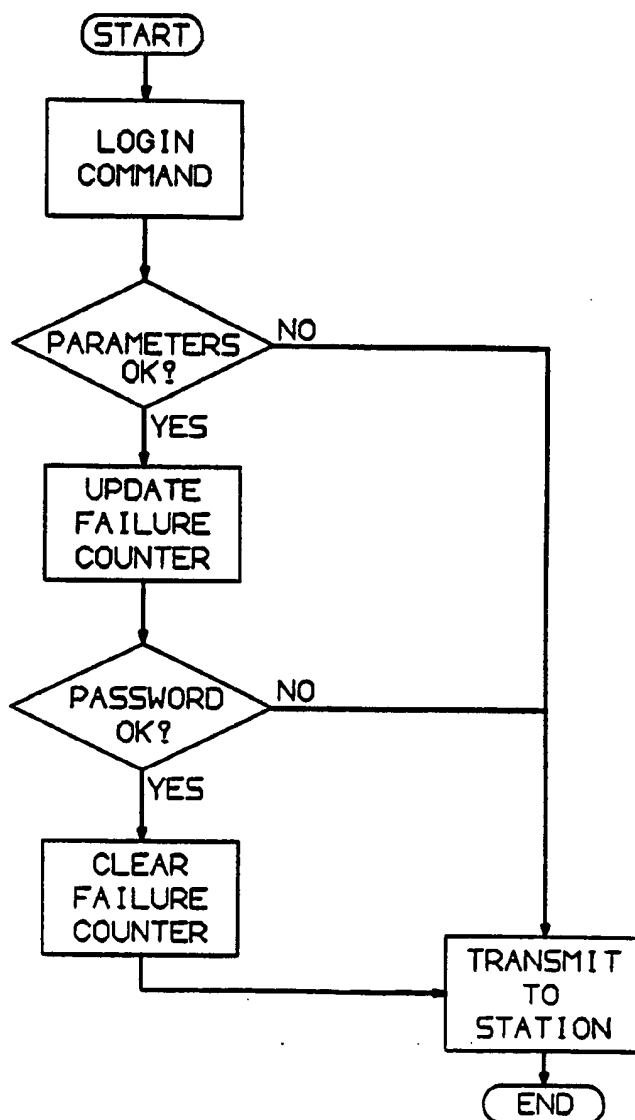 START
LOGIN
COMMAND
PARAMETERS
OK?
NO
YES
UPDATE
FAILURE
COUNTER
PASSWORD
OK?
NO
YES
CLEAR
FAILURE
COUNTER
TRANSMIT
TO
STATION
END